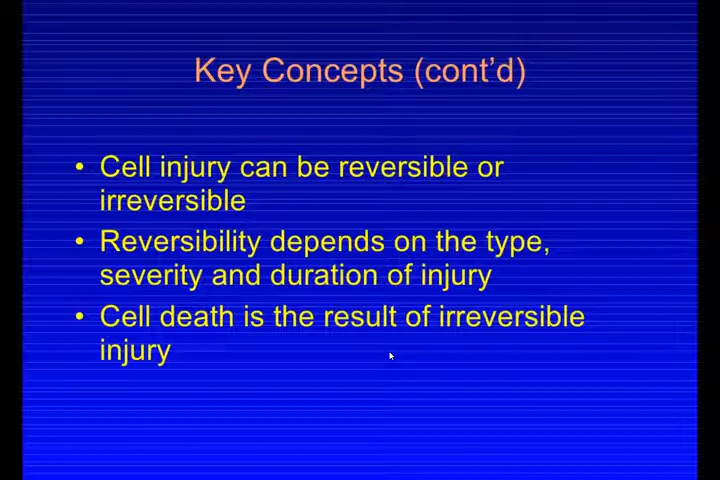 Key Concepts (cont’d)
• Cell injury can be reversible or
irreversible
• Reversibility depends on the type,
severity and duration of injury
• Cell death is the result of irreversible
injury